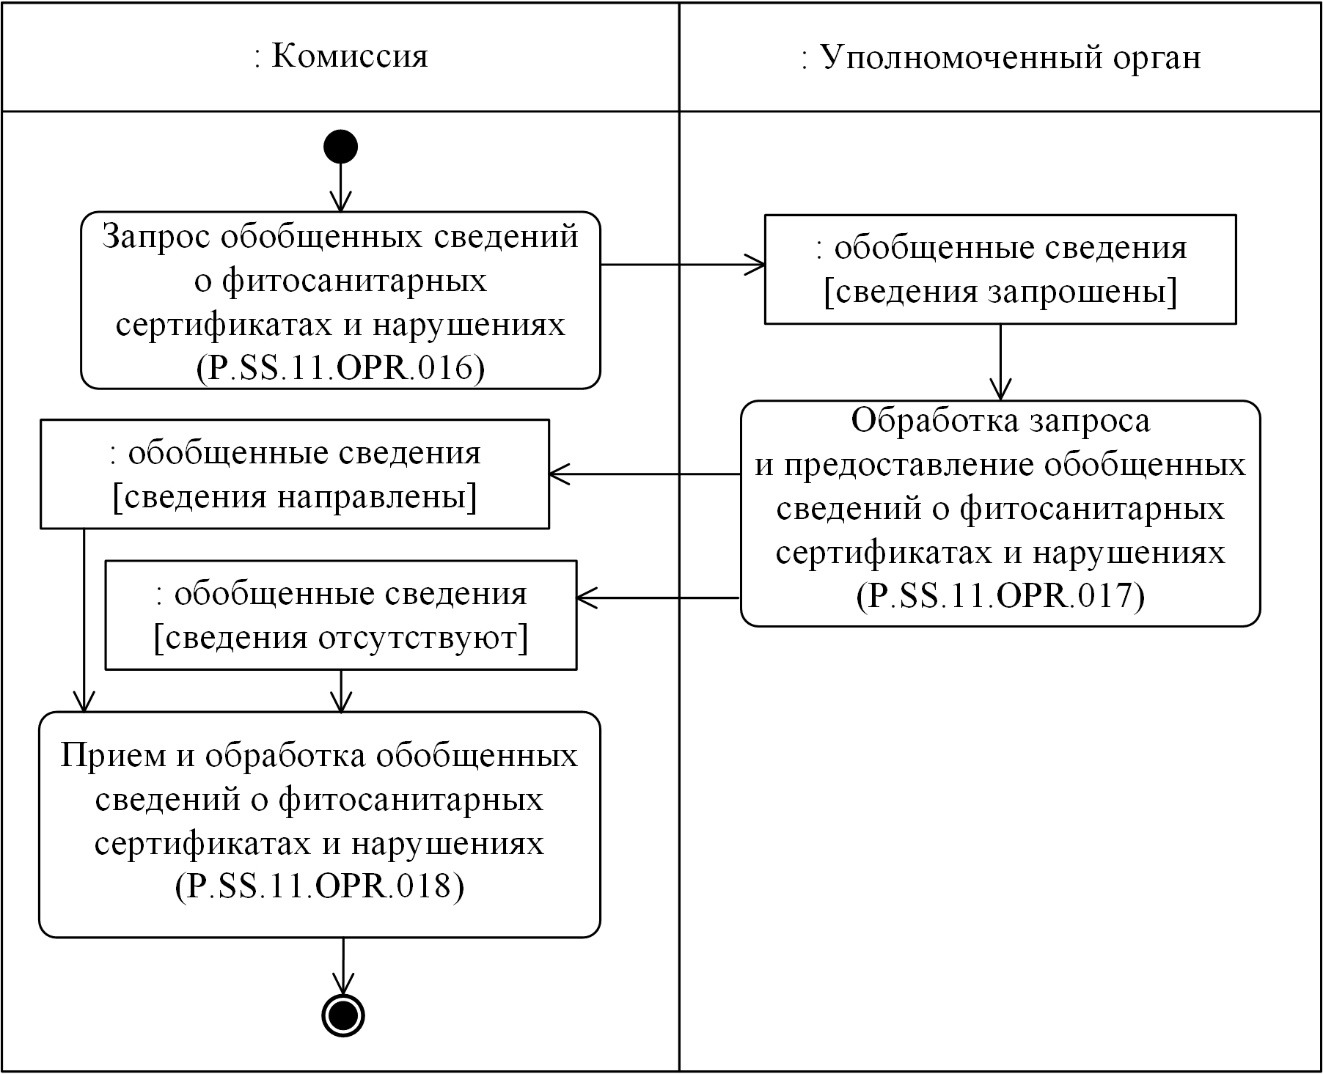 : Комиссия
: Уполномоченный орган
Запрос обобщенных сведений
о фитосанитарных
сертификатах и нарушениях
(P.SS.11.OPR.016)
: обобщенные сведения
[сведения запрошены]
Обработка запроса
и предоставление обобщенных
сведений о фитосанитарных
сертификатах и нарушениях
(P.SS.11.OPR.017)
: обобщенные сведения
[сведения направлены]
: обобщенные сведения
[сведения отсутствуют]
Прием и обработка обобщенных
сведений о фитосанитарных
сертификатах и нарушениях
(P.SS.11.OPR.018)